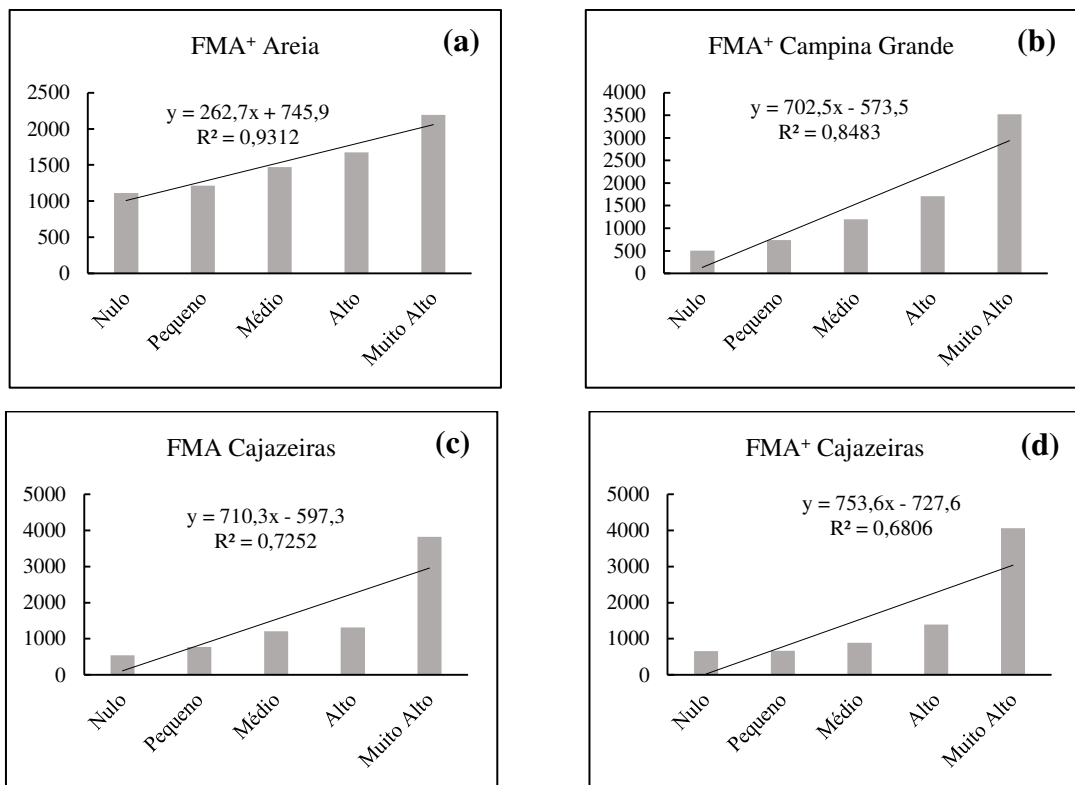 FMA⁺ Areia
(a)
y = 262,7x + 745,9
R² = 0,9312
2500
2000
1500
1000
500
0
Nulo
Pequeno
Médio
Alto
Muito Alto
FMA⁺ Campina Grande
(b)
y = 702,5x - 573,5
R² = 0,8483
4000
3500
3000
2500
2000
1500
1000
500
0
Nulo
Pequeno
Médio
Alto
Muito Alto
FMA Cajazeiras
(c)
y = 710,3x - 597,3
R² = 0,7252
5000
4000
3000
2000
1000
0
Nulo
Pequeno
Médio
Alto
Muito Alto
FMA⁺ Cajazeiras
(d)
y = 753,6x - 727,6
R² = 0,6806
5000
4000
3000
2000
1000
0
Nulo
Pequeno
Médio
Alto
Muito Alto